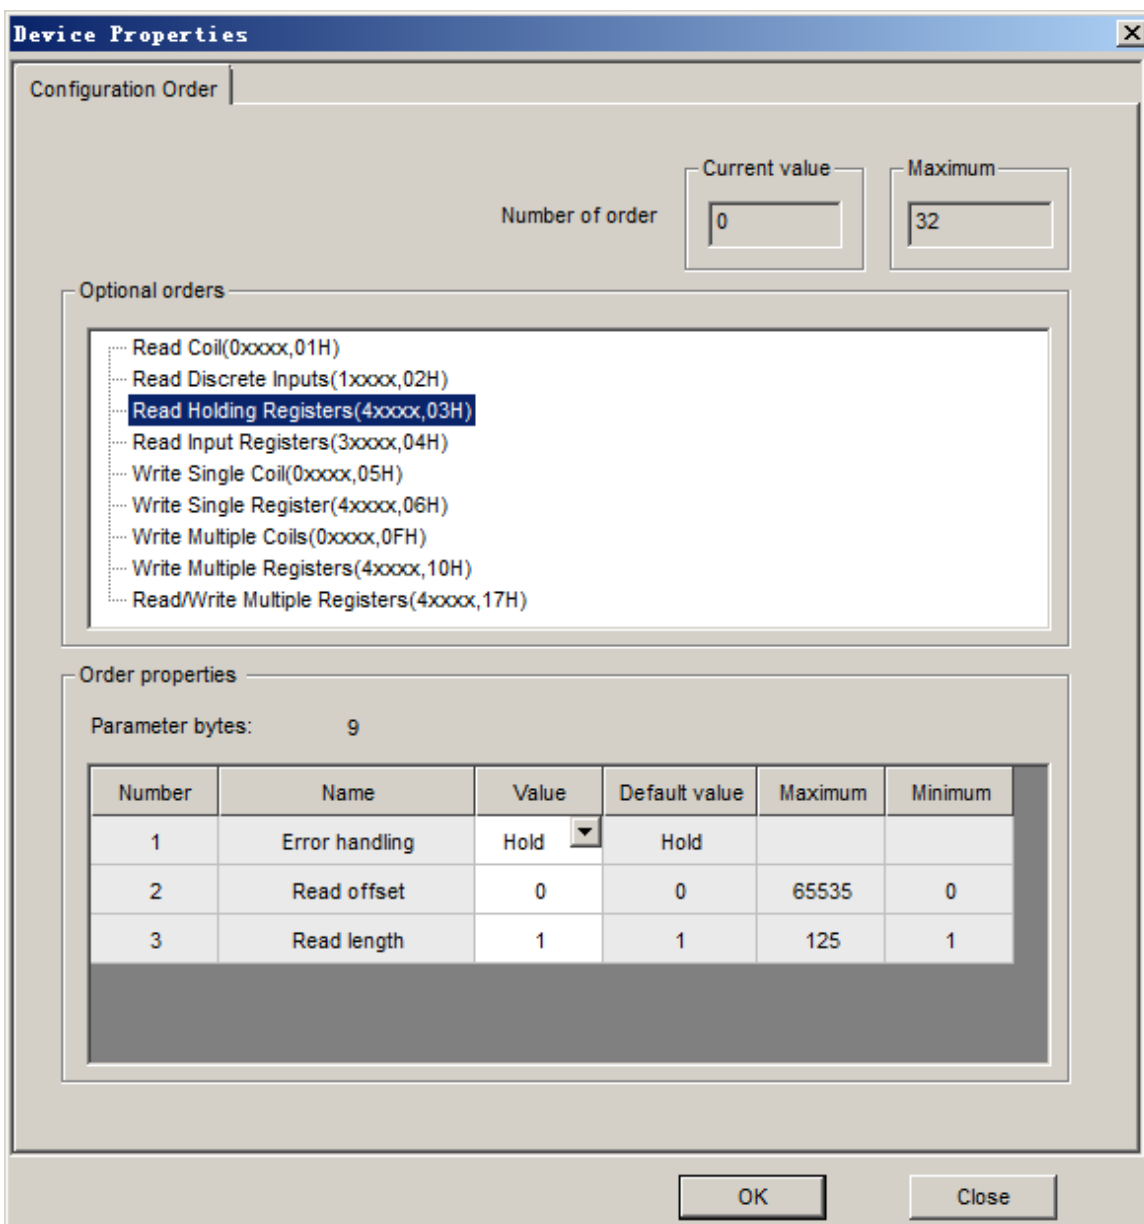 Device Properties
Configuration Order
Current value
Maximum
Number of order
0
32
Optional orders
Read Coil(0xxxx,01H)
Read Discrete Inputs(1xxxx,02H)
Read Holding Registers(4xxxx,03H)
Read Input Registers(3xxxx,04H)
Write Single Coil(0xxxx,05H)
Write Single Register(4xxxx,06H)
Write Multiple Coils(0xxxx,0FH)
Write Multiple Registers(4xxxx,10H)
Read/Write Multiple Registers(4xxxx,17H)
Order properties
Parameter bytes: 9
Number Name Value Default value Maximum Minimum
1 Error handling Hold Hold
2 Read offset 0 0 65535 0
3 Read length 1 1 125 1
OK Close